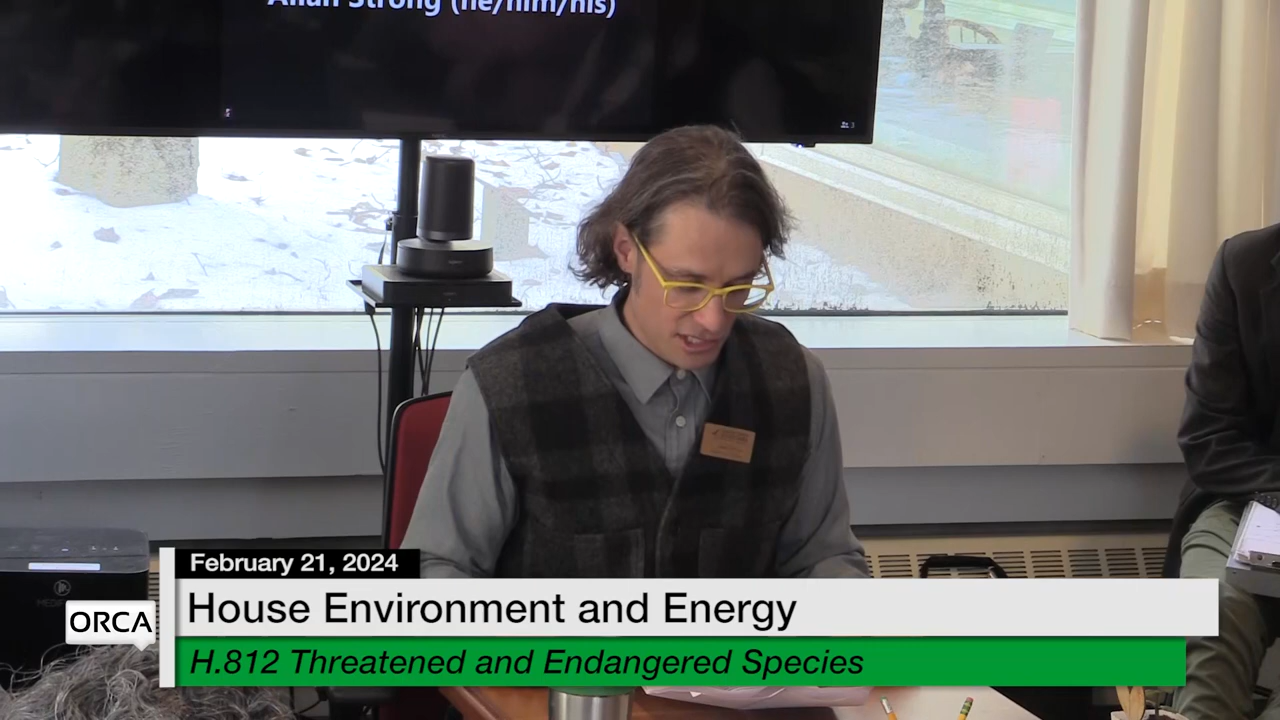 Allan Strong (he/him/his)
February 21, 2024
House Environment and Energy
ORCA
H.812 Threatened and Endangered Species